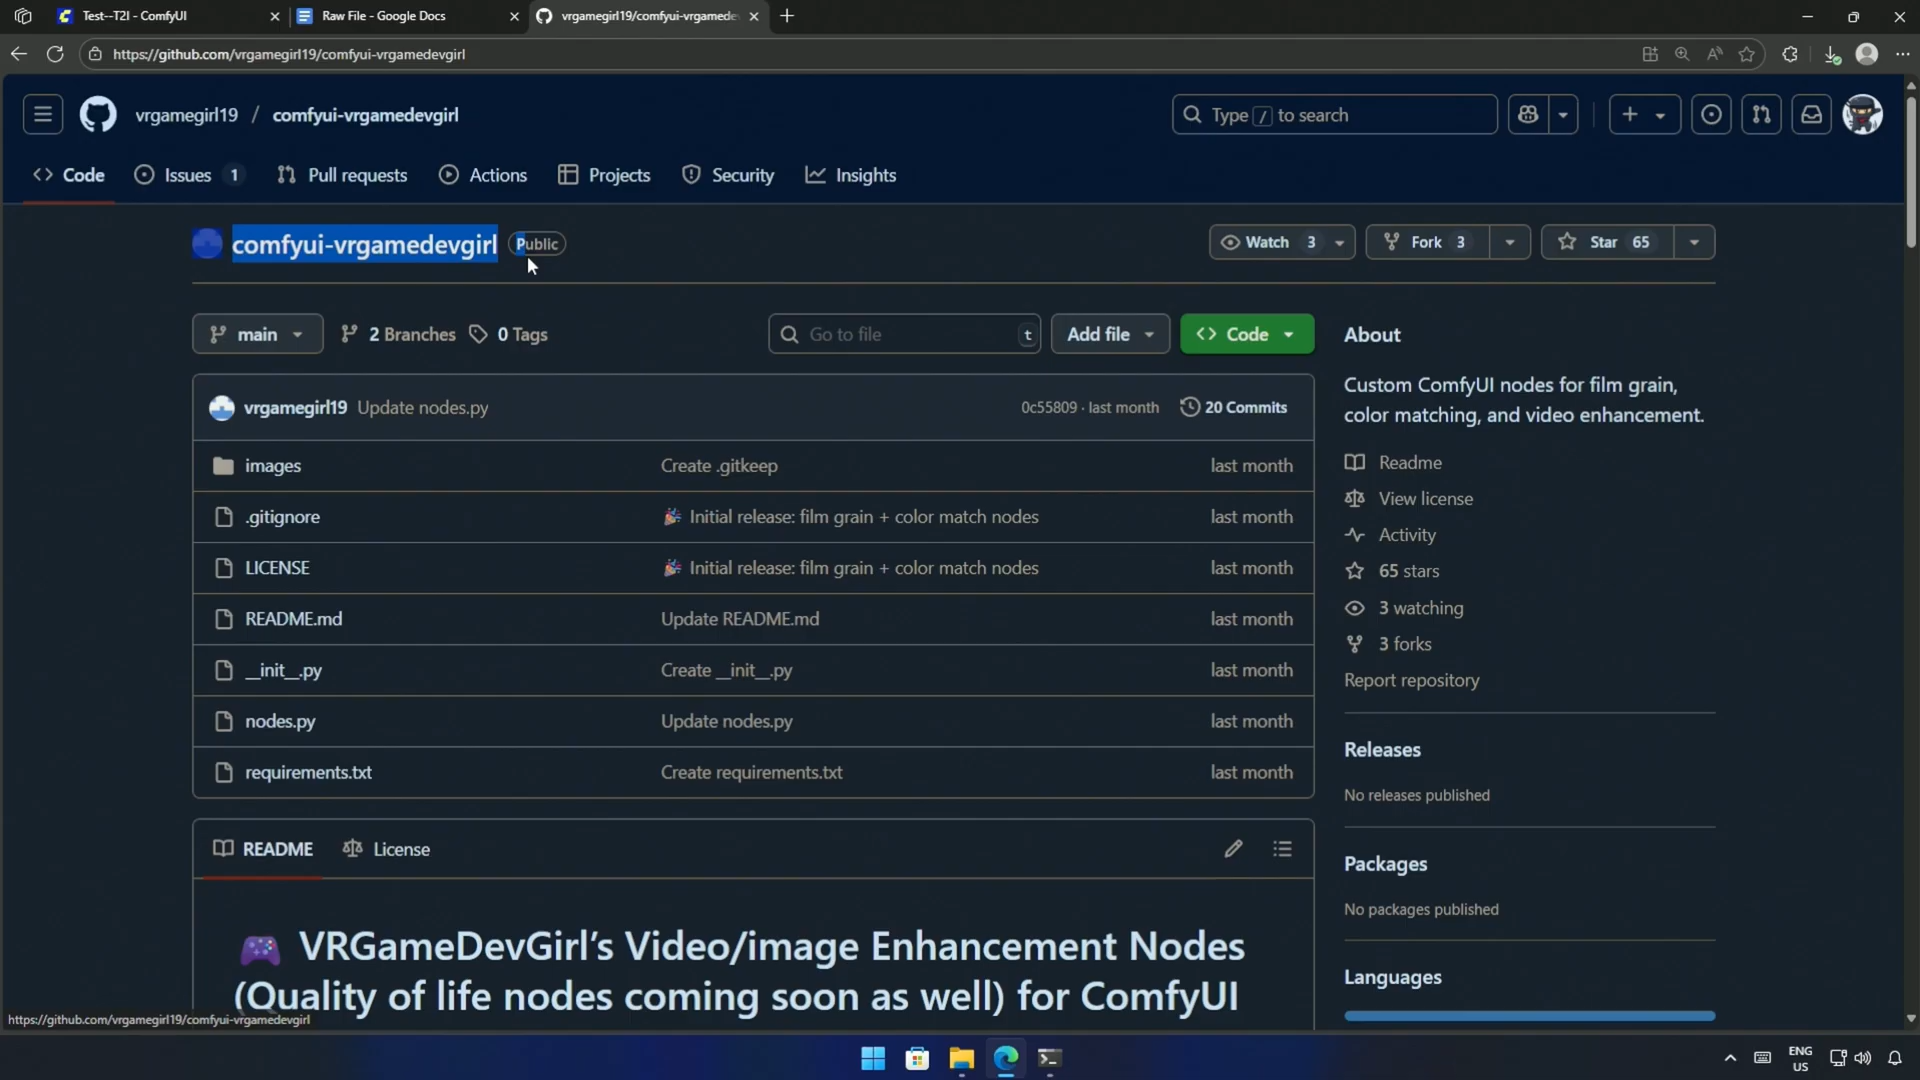 Test--T2I - ComfyUI
Raw File - Google Docs
vrgamegirl19/comfyui-vrgamede
https://github.com/vrgamegirl19/comfyui-vrgamedevgirl
vrgamegirl19 / comfyui-vrgamedevgirl
Type / to search
Code
Issues 1
Pull requests
Actions
Projects
Security
Insights
comfyui-vrgamedevgirl Public
Watch 3
Fork 3
Star 65
main
2 Branches
0 Tags
Go to file t
Add file
Code
vrgamegirl19 Update nodes.py 0c55809 · last month 20 Commits
images Create .gitkeep last month
.gitignore 🎉 Initial release: film grain + color match nodes last month
LICENSE 🎉 Initial release: film grain + color match nodes last month
README.md Update README.md last month
__init__.py Create __init__.py last month
nodes.py Update nodes.py last month
requirements.txt Create requirements.txt last month
README
License
🎮 VRGameDevGirl’s Video/image Enhancement Nodes
(Quality of life nodes coming soon as well) for ComfyUI
About
Custom ComfyUI nodes for film grain,
color matching, and video enhancement.
Readme
View license
Activity
65 stars
3 watching
3 forks
Report repository
Releases
No releases published
Packages
No packages published
Languages
https://github.com/vrgamegirl19/comfyui-vrgamedevgirl
ENG
US